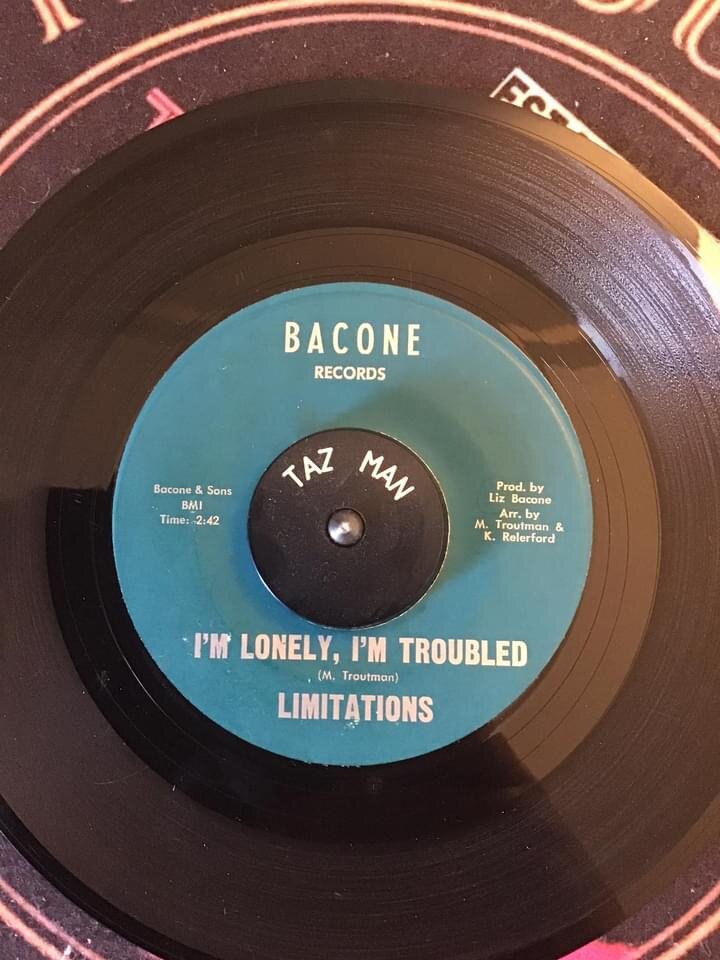 BACONE
RECORDS
TAZ MAN
Bacone & Sons
BMI
Time: 2:42
Prod. by
Liz Bacone
Arr. by
M. Troutman &
K. Relerford
I'M LONELY, I'M TROUBLED
(M. Troutman)
LIMITATIONS